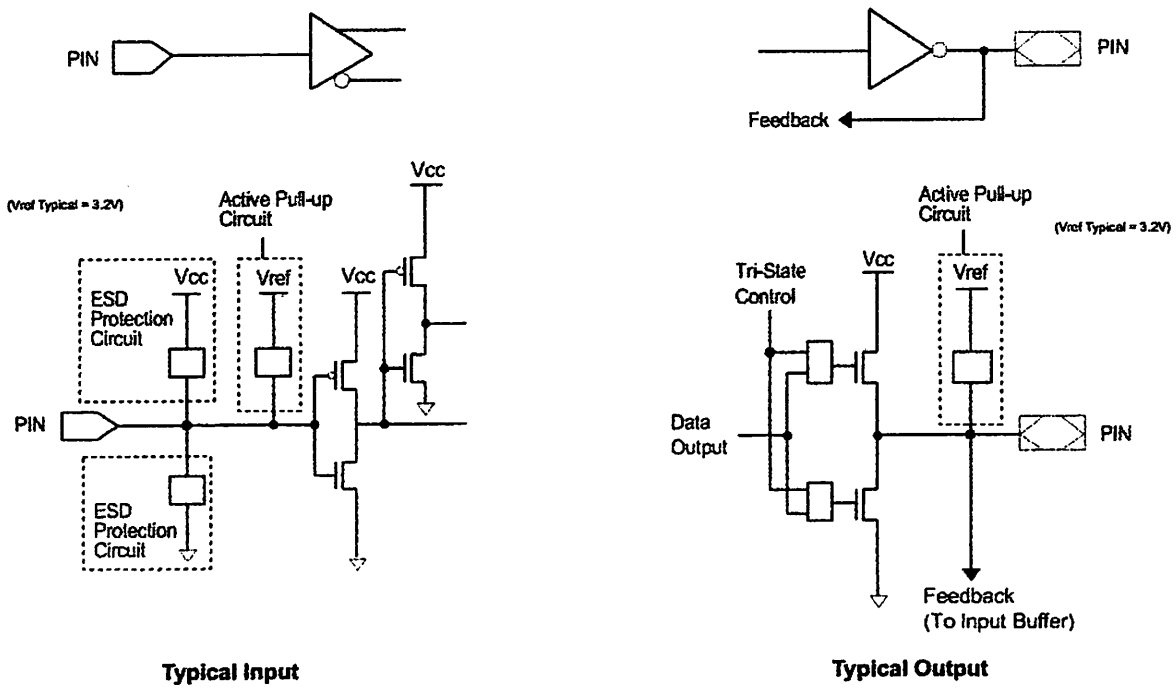 PIN
PIN
Feedback
(Vref Typical = 3.2V)
Active Pull-up
Circuit
Vcc
Vcc
Vref
Vcc
ESD
Protection
Circuit
PIN
ESD
Protection
Circuit
Typical Input
Active Pull-up
Circuit
(Vref Typical = 3.2V)
Tri-State
Control
Vcc
Vref
Data
Output
PIN
Feedback
(To Input Buffer)
Typical Output